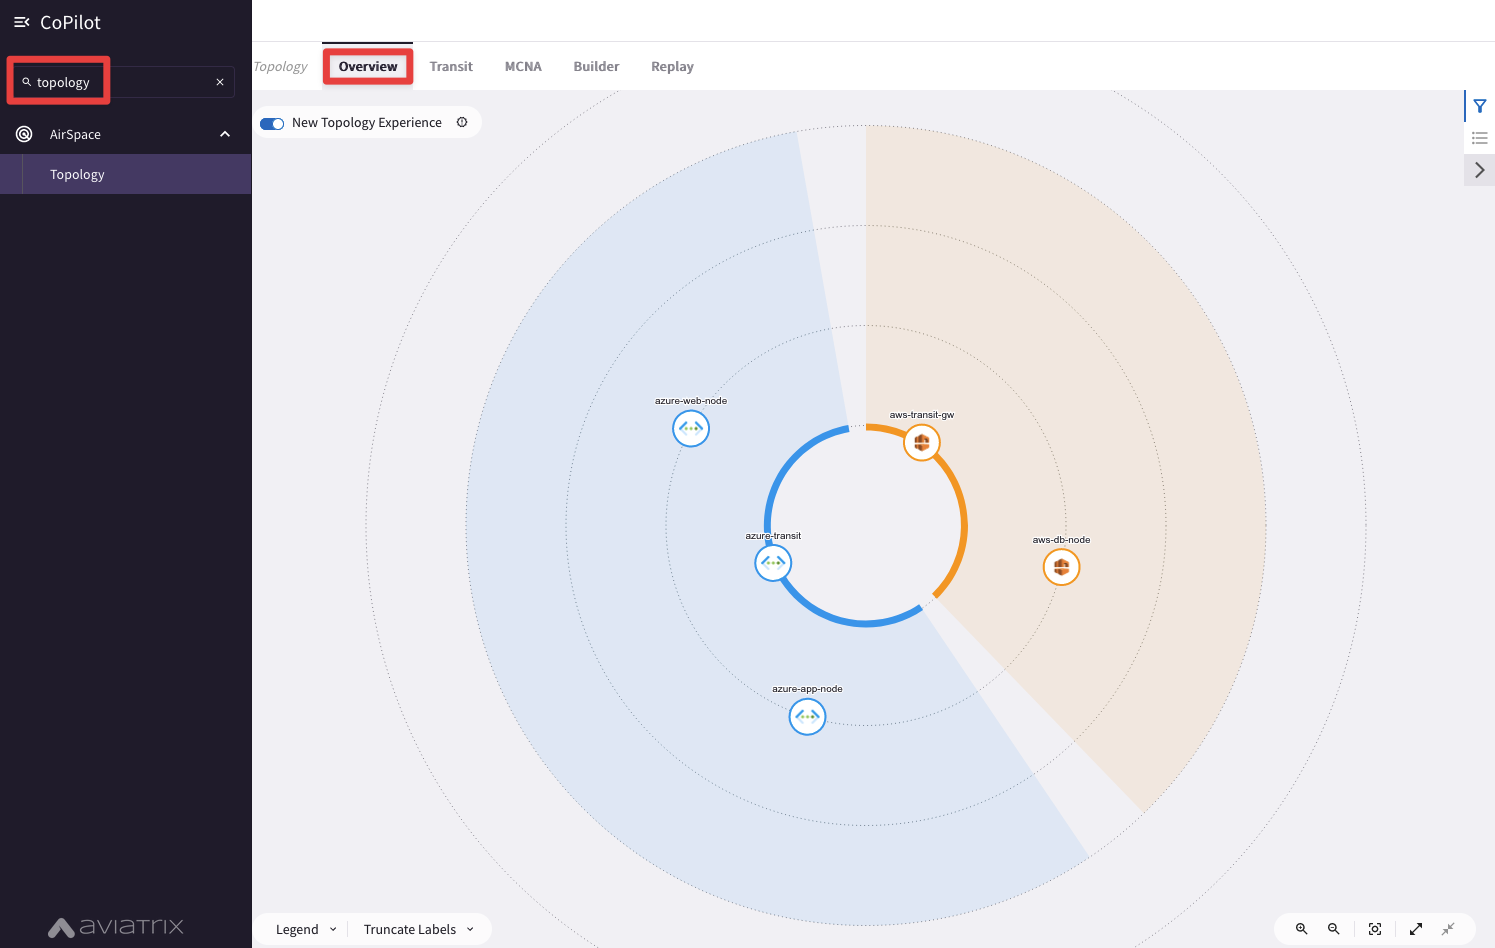 CoPilot
topology
AirSpace
Topology
Topology Overview Transit MCNA Builder Replay
New Topology Experience
azure-web-node
aws-transit-gw
azure-transit
aws-db-node
azure-app-node
Legend Truncate Labels
aviatrix